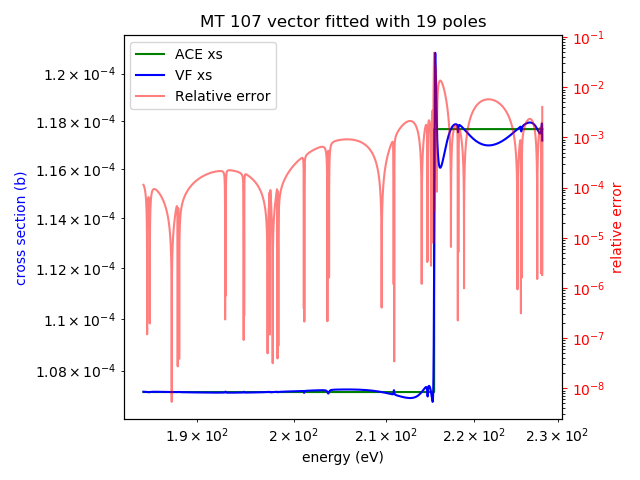 MT 107 vector fitted with 19 poles
ACE xs
VF xs
Relative error
1.2 × 10⁻⁴
1.18 × 10⁻⁴
1.16 × 10⁻⁴
1.14 × 10⁻⁴
1.12 × 10⁻⁴
1.1 × 10⁻⁴
1.08 × 10⁻⁴
cross section (b)
10⁻¹
10⁻²
10⁻³
10⁻⁴
10⁻⁵
10⁻⁶
10⁻⁷
10⁻⁸
relative error
1.9 × 10² 2 × 10² 2.1 × 10² 2.2 × 10² 2.3 × 10²
energy (eV)